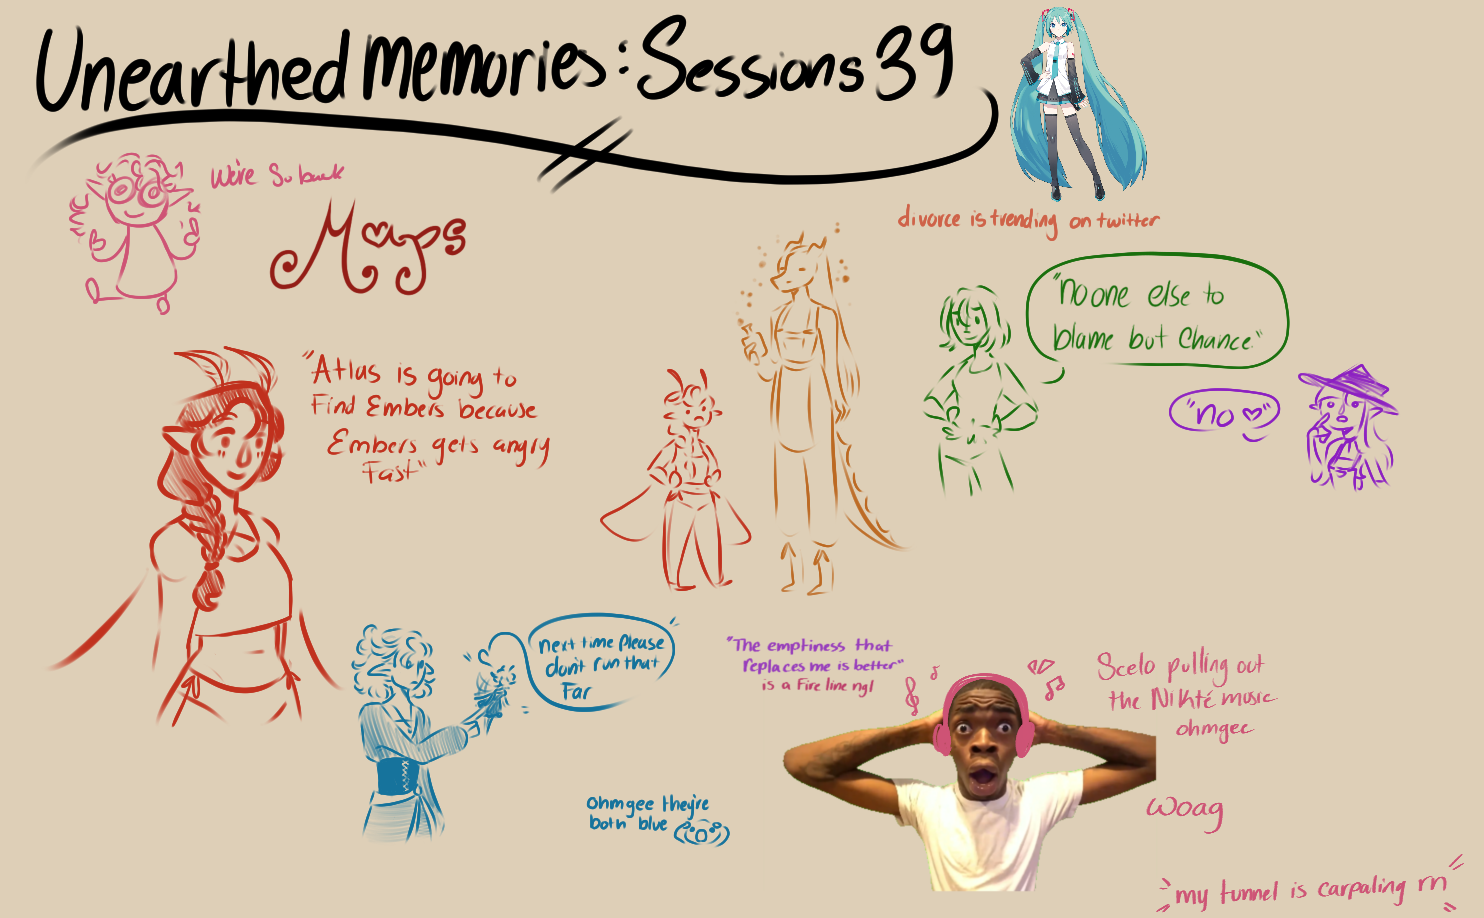 Unearthed Memories: Sessions 39
We're So back
Maps
divorce is trending on twitter
"no one else to
blame but Chance."
"no ♡"
"Atlas is going to
Find Embers because
Embers gets angry
Fast"
next time please
don't run that
Far
"The emptiness that
replaces me is better"
is a Fire line ngl
Scelo pulling out
the Nikté music
ohmgee
ohmgee they're
both blue
woag
my tunnel is carpaling rn